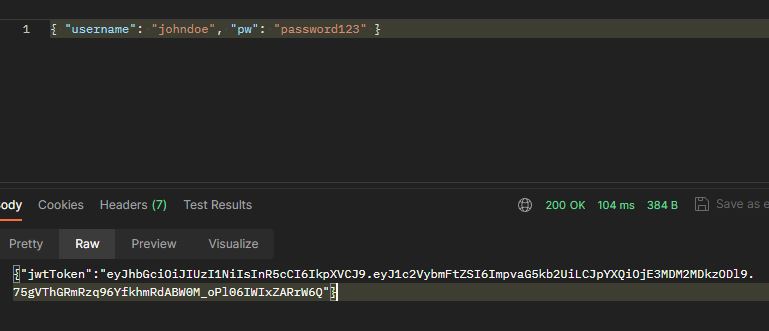 1 { "username": "johndoe", "pw": "password123" }
Body Cookies Headers (7) Test Results 200 OK 104 ms 384 B Save as e
Pretty Raw Preview Visualize
{"jwtToken":"eyJhbGciOiJIUzI1NiIsInR5cCI6IkpXVCJ9.eyJ1c2VybmFtZSI6ImpvaG5kb2UiLCJpYXQiOjE3MDM2MDkzODl9.
75gVThGRmRzq96YfkhmRdABW0M_oPl06IWIxZARrW6Q"}